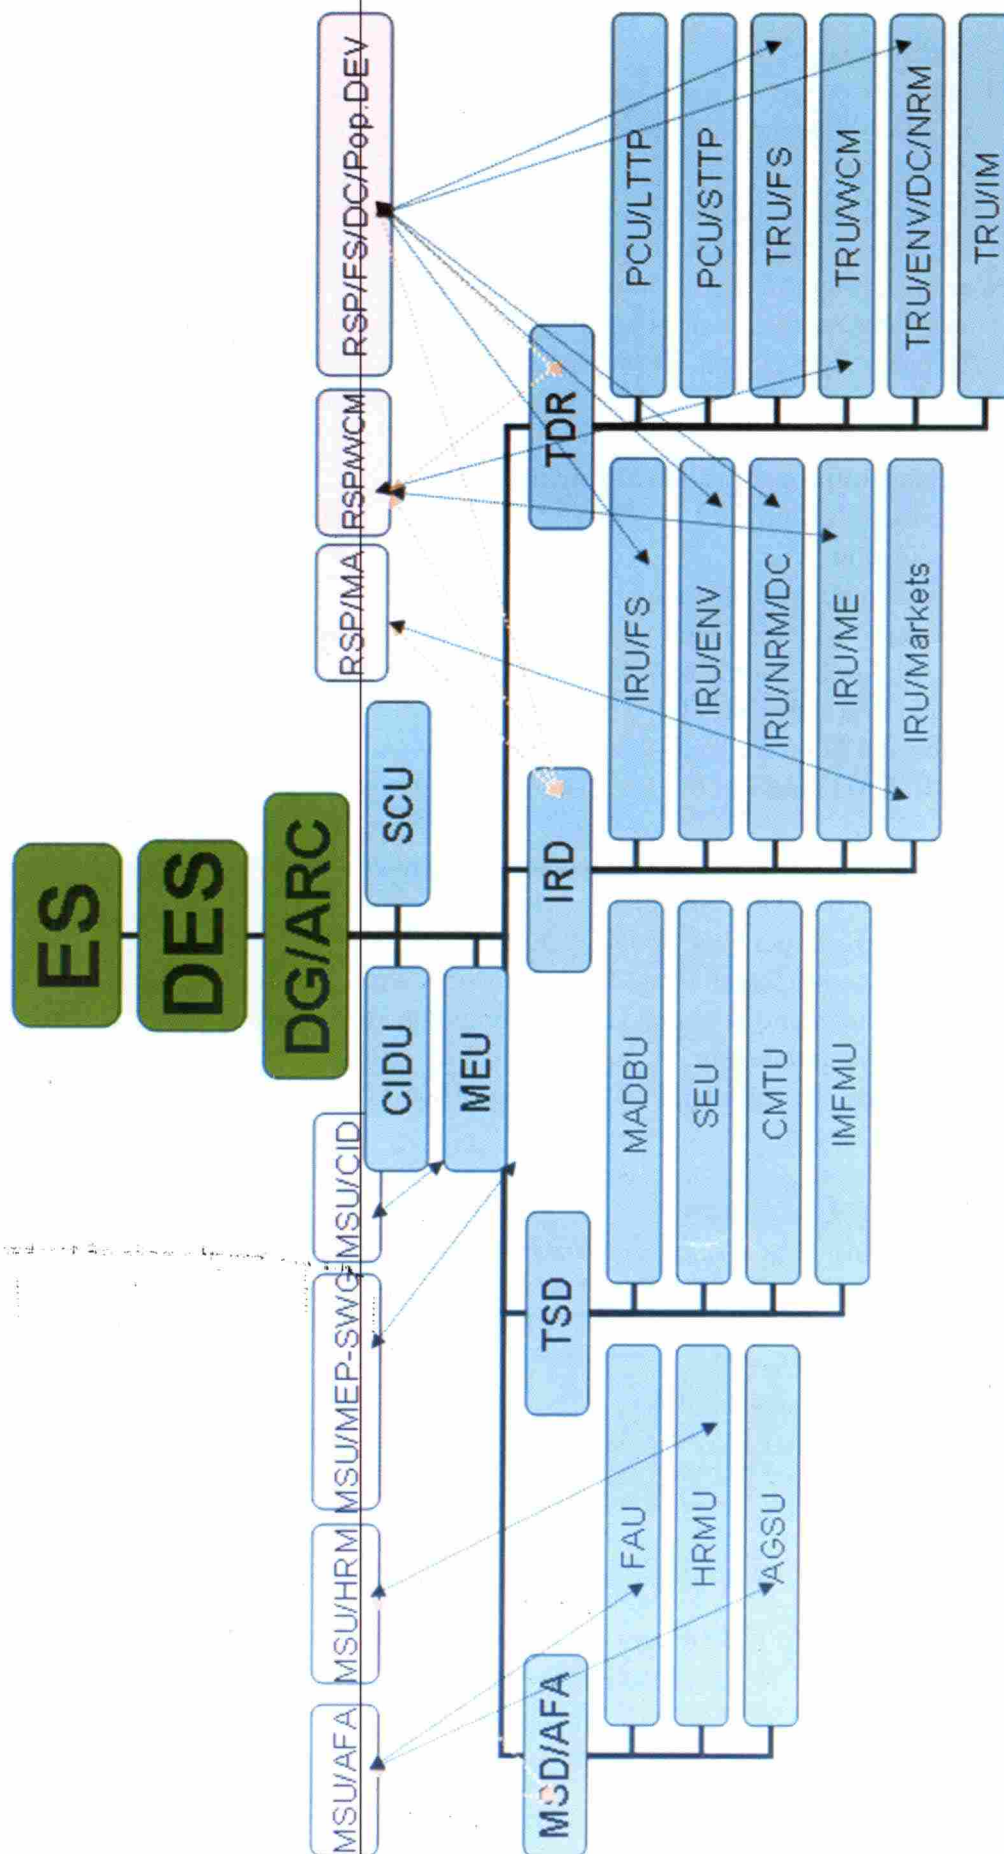 ES
DES
DG/ARC
MSU/AFA
MSU/HRM
MSU/MEP-SWG
MSU/CID
RSP/MA
RSP/WCM
RSP/FS/DC/Pop.DEV
CIDU
SCU
MEU
MSD/AFA
TSD
IRD
TDR
FAU
HRMU
AGSU
MADBU
SEU
CMTU
IMFMU
IRU/FS
IRU/ENV
IRU/NRM/DC
IRU/ME
IRU/Markets
PCU/LTTP
PCU/STTP
TRU/FS
TRU/WCM
TRU/ENV/DC/NRM
TRU/IM